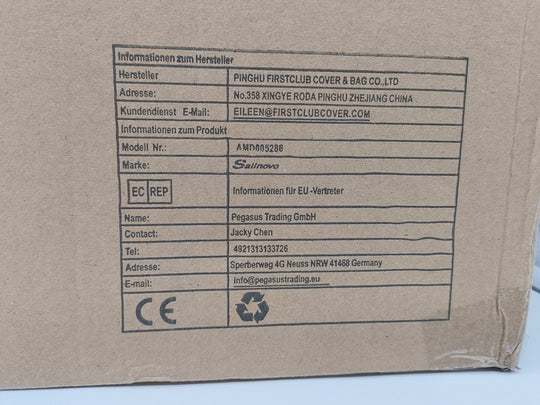 Informationen zum Hersteller
Hersteller PINGHU FIRSTCLUB COVER & BAG CO.,LTD
Adresse: No.358 XINGYE RODA PINGHU ZHEJIANG CHINA
Kundendienst E-Mail: EILEEN@FIRSTCLUBCOVER.COM
Informationen zum Produkt
Modell Nr.: AMD005288
Marke: Sailnovo
EC REP Informationen für EU -Vertreter
Name: Pegasus Trading GmbH
Contact: Jacky Chen
Tel: 4921313133726
Adresse: Sperberweg 4G Neuss NRW 41468 Germany
E-mail: info@pegasustrading.eu
CE